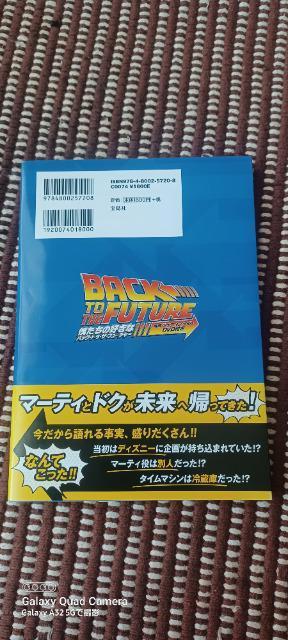 ISBN978-4-8002-5720-8
C0074 ¥1800E
9784800257208
定価:本体1800円+税
宝島社
1920074018000
BACK
TO THE FUTURE
僕たちの好きな
バック・トゥ・ザ・フューチャー
マーティとドクが未来へ帰ってきた!
今だから語れる事実、盛りだくさん!!
なんてこった!!
当初はディズニーに企画が持ち込まれていた!?
マーティ役は別人だった!?
タイムマシンは冷蔵庫だった!?
Galaxy Quad Camera
Galaxy A32 5Gで撮影